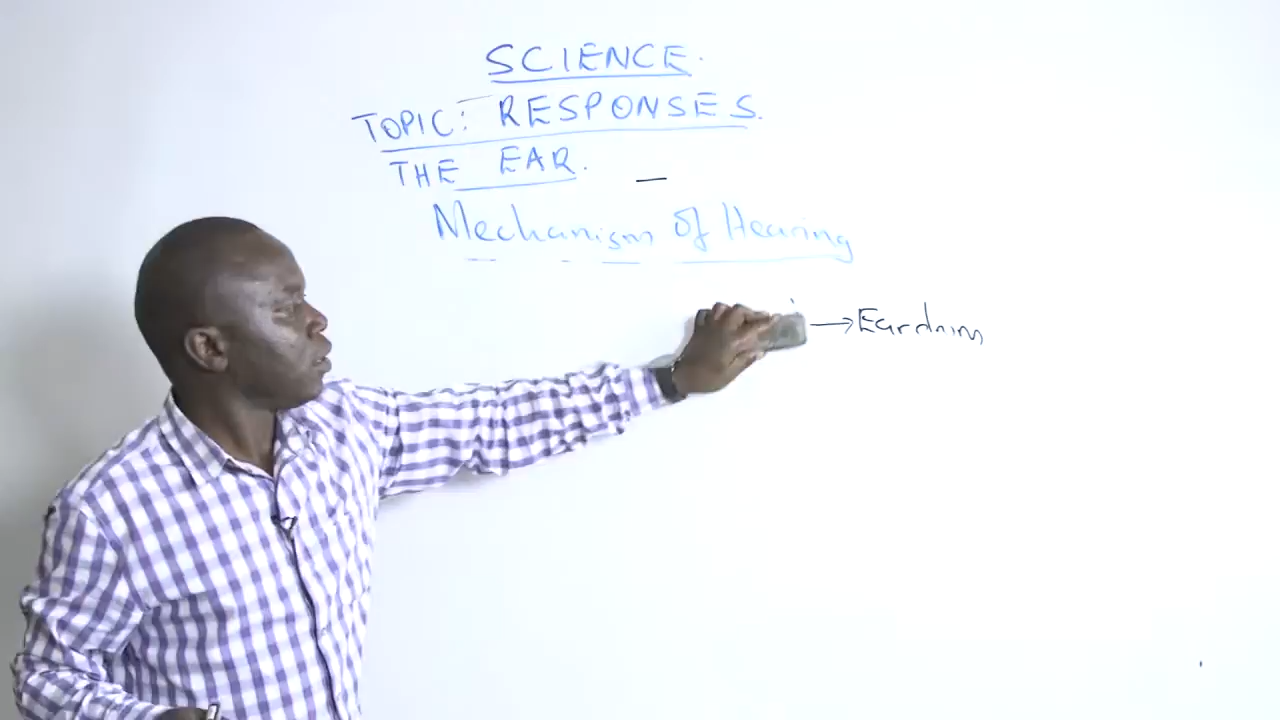 SCIENCE.
TOPIC: RESPONSES.
THE EAR.
Mechanism of Hearing
→ Eardrum